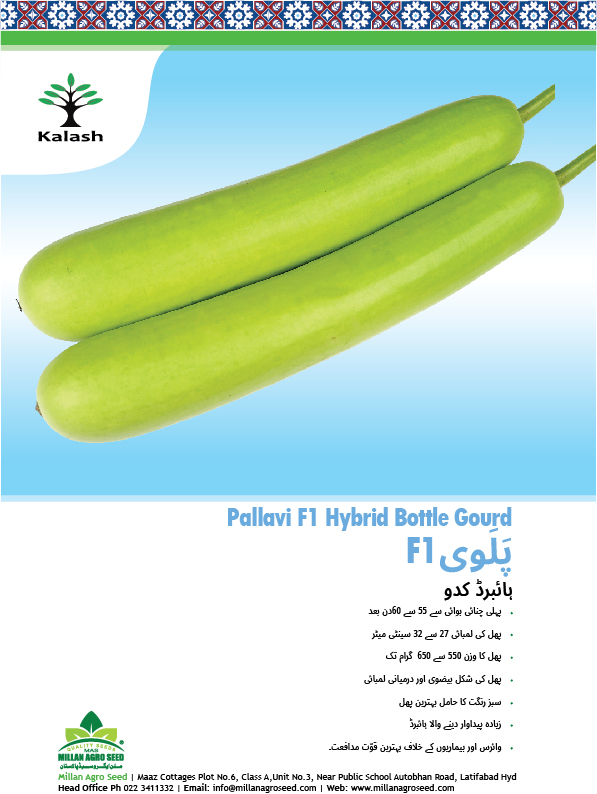 Kalash
Pallavi F1 Hybrid Bottle Gourd
پَلَوی F1
ہائبرڈ کدو
پہلی چنائی بوائی سے 55 سے 60دن بعد
پھل کی لمبائی 27 سے 32 سینٹی میٹر
پھل کا وزن 550 سے 650 گرام تک
پھل کی شکل بیضوی اور درمیانی لمبائی
سبز رنگت کا حامل بہترین پھل
زیادہ پیداوار دینے والا ہائبرڈ
وائرس اور بیماریوں کے خلاف بہترین قوّت مدافعت۔
QUALITY SEEDS
MAS
MILLAN AGRO SEED
ملن ایگرو سیڈ پاکستان
Millan Agro Seed | Maaz Cottages Plot No.6, Class A,Unit No.3, Near Public School Autobhan Road, Latifabad Hyd
Head Office Ph 022 3411332 | Email: info@millanagroseed.com | Web: www.millanagroseed.com